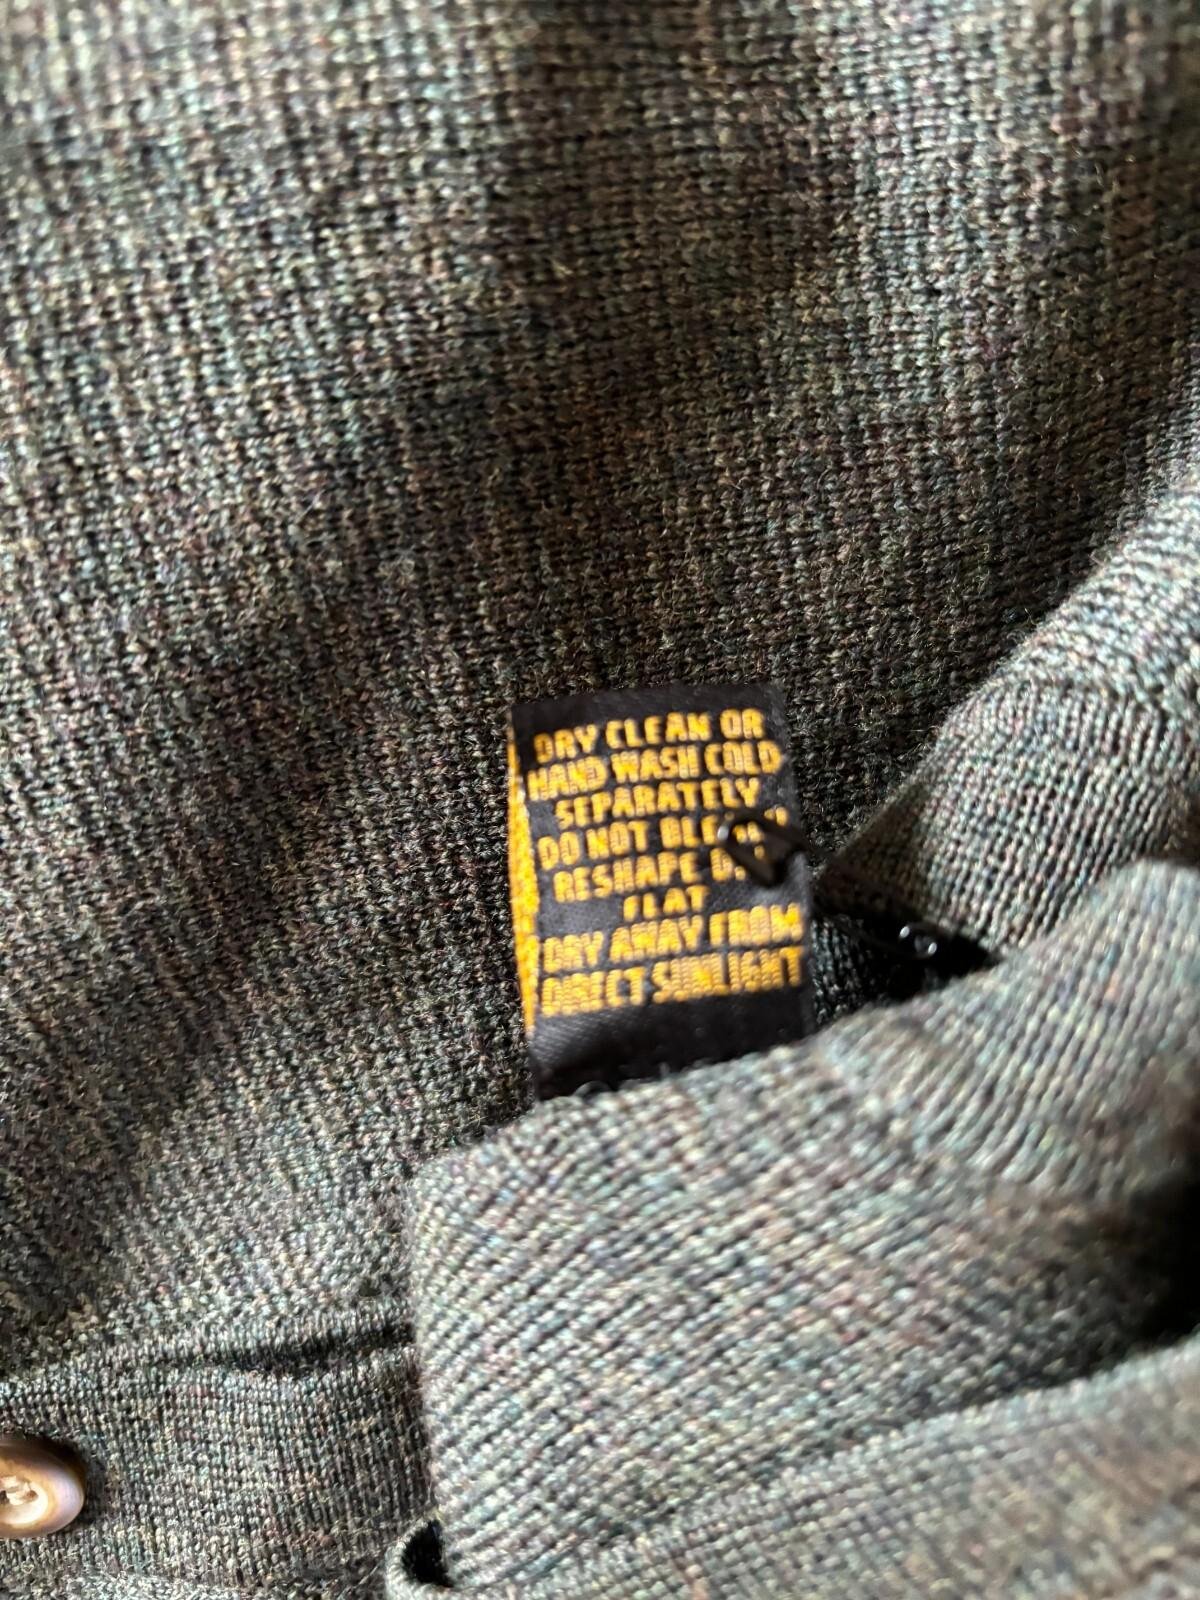 DRY CLEAN OR
HAND WASH COLD
SEPARATELY
DO NOT
RESHAPE
FLAT
DRY AWAY FROM
DIRECT SUNLIGHT